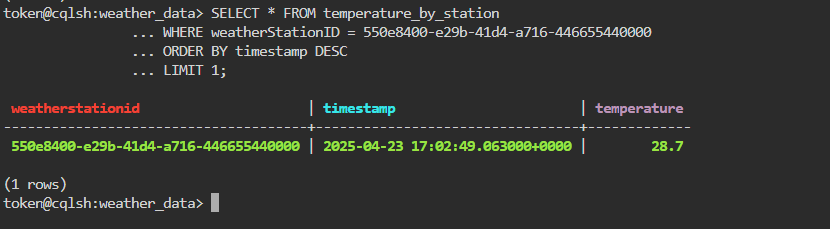 token@cqlsh:weather_data> SELECT * FROM temperature_by_station
... WHERE weatherStationID = 550e8400-e29b-41d4-a716-446655440000
... ORDER BY timestamp DESC
... LIMIT 1;
weatherstationid | timestamp | temperature
--------------------------------------+---------------------------------+-------------
550e8400-e29b-41d4-a716-446655440000 | 2025-04-23 17:02:49.063000+0000 | 28.7
(1 rows)
token@cqlsh:weather_data>